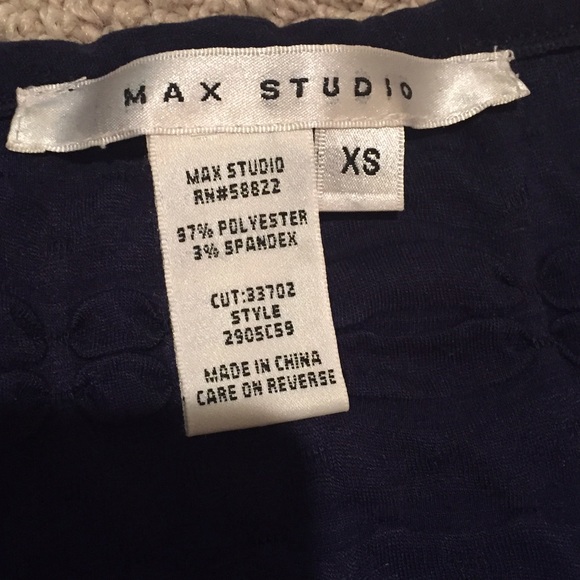 MAX STUDIO
XS
MAX STUDIO
RN#58822
97% POLYESTER
3% SPANDEX
CUT:33702
STYLE
2905C59
MADE IN CHINA
CARE ON REVERSE